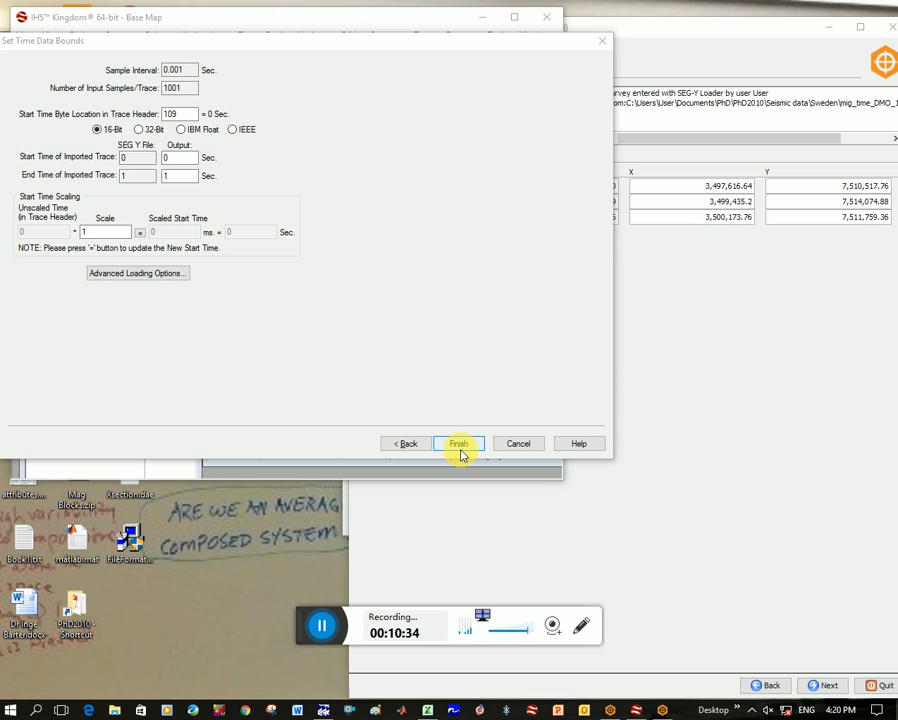 IHS™ Kingdom® 64-bit - Base Map
Set Time Data Bounds
Sample Interval: 0.001 Sec.
Number of Input Samples/Trace: 1001
Start Time Byte Location in Trace Header: 109 = 0 Sec.
16-Bit 32-Bit IBM Float IEEE
SEG Y File: Output:
Start Time of Imported Trace: 0 0 Sec.
End Time of Imported Trace: 1 1 Sec.
Start Time Scaling
Unscaled Time
(in Trace Header) Scale Scaled Start Time
0 * 1 = 0 ms. = 0 Sec.
NOTE: Please press '=' button to update the New Start Time.
Advanced Loading Options...
< Back Finish Cancel Help
survey entered with SEG-Y Loader by user User
om:C:\Users\User\Documents\PhD\PhD2010\Seismic data\Sweden\mig_time_DMO_1
X Y
0 3,497,616.64 7,510,517.76
9 3,499,435.2 7,514,074.88
5 3,500,173.76 7,511,759.36
attributes....
Mag
Blocks.zip
Xsection.dae
Book1.txt
matlab.mat
FileFormat...
Dr Inge
Barter.docx
PhD2010 -
Shortcut
ARE WE AN AVERAG
COMPOSED SYSTEM
Recording...
00:10:34
Back Next Quit
Desktop » ENG 4:20 PM